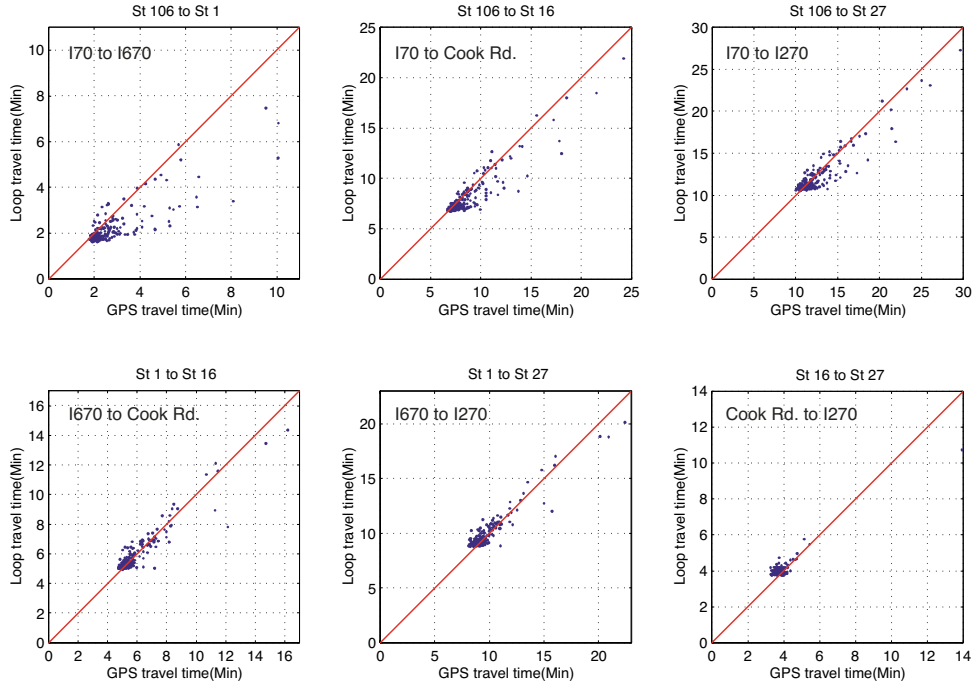 St 106 to St 1
I70 to I670
Loop travel time(Min)
10
8
6
4
2
0
0 2 4 6 8 10
GPS travel time(Min)
St 106 to St 16
I70 to Cook Rd.
Loop travel time(Min)
25
20
15
10
5
0
0 5 10 15 20 25
GPS travel time(Min)
St 106 to St 27
I70 to I270
Loop travel time(Min)
30
25
20
15
10
5
0
0 5 10 15 20 25 30
GPS travel time(Min)
St 1 to St 16
I670 to Cook Rd.
Loop travel time(Min)
16
14
12
10
8
6
4
2
0
0 2 4 6 8 10 12 14 16
GPS travel time(Min)
St 1 to St 27
I670 to I270
Loop travel time(Min)
20
15
10
5
0
0 5 10 15 20
GPS travel time(Min)
St 16 to St 27
Cook Rd. to I270
Loop travel time(Min)
14
12
10
8
6
4
2
0
0 2 4 6 8 10 12 14
GPS travel time(Min)